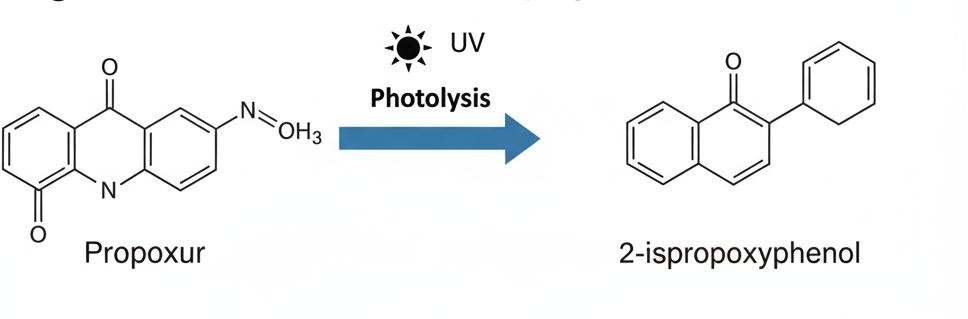 UV
Photolysis
O
N
OH3
N
O
O
Propoxur
2-ispropoxyphenol